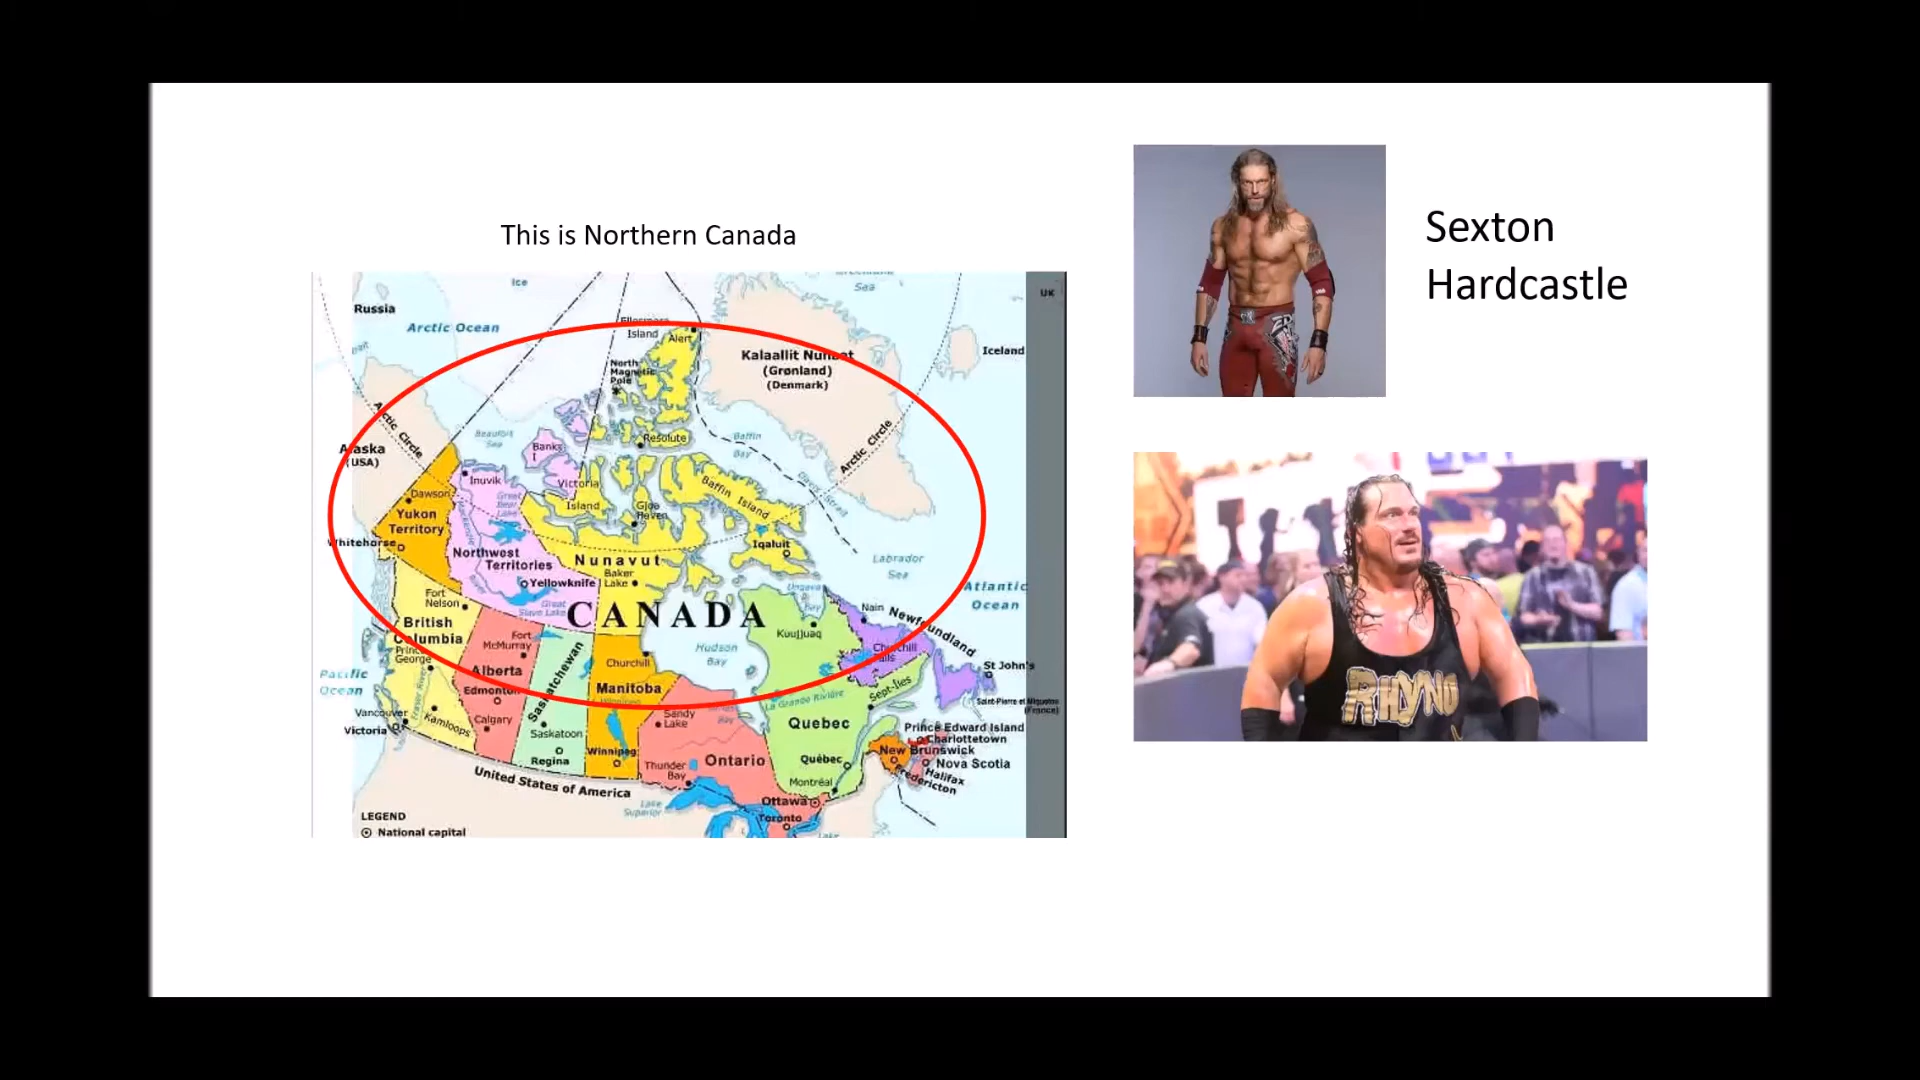 This is Northern Canada
Sexton
Hardcastle
UK
Ice
Sea
Russia
Arctic Ocean
Ellesmere
Island
Alert
Iceland
North
Magnetic
Pole
Kalaallit Nunaat
(Grønland)
(Denmark)
Arctic Circle
Arctic Circle
Alaska
(USA)
Beaufort
Sea
Banks
I
Resolute
Baffin
Bay
Inuvik
Victoria
Island
Baffin Island
Great
Bear
Lake
Dawson
Yukon
Territory
Gjoa
Haven
Whitehorse
Iqaluit
Northwest
Territories
Nunavut
Baker
Lake
Labrador
Sea
Yellowknife
Great
Slave Lake
Fort
Nelson
CANADA
Ungava
Bay
Atlantic
Ocean
Nain
Newfoundland
British
Columbia
Fort
McMurray
Kuujjuaq
Prince
George
Alberta
Saskatchewan
Churchill
Hudson
Bay
Churchill
Falls
St John's
Pacific
Ocean
Edmonton
Manitoba
La Grande Rivière
Sept-Iles
Saint-Pierre et Miquelon
(France)
Fraser River
Vancouver
Kamloops
Calgary
Sandy
Lake
Quebec
Prince Edward Island
Charlottetown
Victoria
Saskatoon
Winnipeg
New Brunswick
Regina
Thunder
Bay
Ontario
Québec
Nova Scotia
Halifax
Fredericton
Montréal
United States of America
Lake
Superior
Ottawa
Toronto
LEGEND
National capital
RHYNO